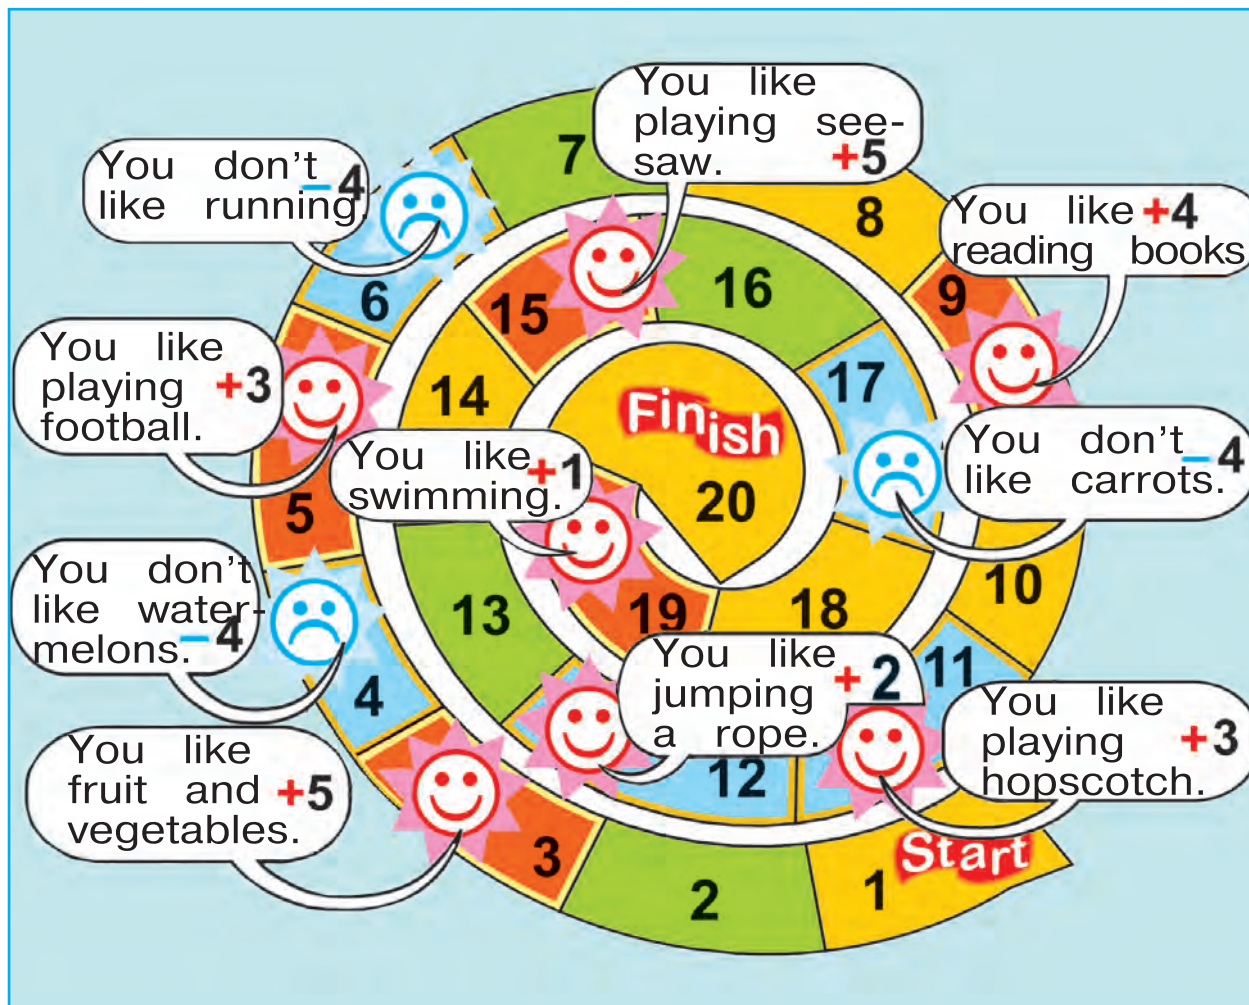 You like
playing see-
saw. +5
7
You don't
like running. –4
8
You like +4
reading books
9
6
15
16
17
You like
playing +3
football.
14
Finish
20
You like +1
swimming.
You don't –4
like carrots.
5
10
You don't
like water-
melons. –4
13
19
18
4
You like
jumping + 2
a rope.
11
You like
playing +3
hopscotch.
12
You like
fruit and +5
vegetables.
3
2
1
Start